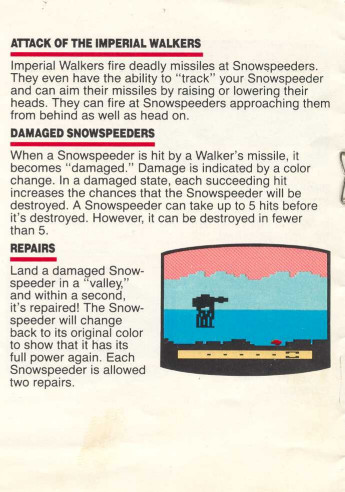 ATTACK OF THE IMPERIAL WALKERS
Imperial Walkers fire deadly missiles at Snowspeeders.
They even have the ability to "track" your Snowspeeder
and can aim their missiles by raising or lowering their
heads. They can fire at Snowspeeders approaching them
from behind as well as head on.
DAMAGED SNOWSPEEDERS
When a Snowspeeder is hit by a Walker's missile, it
becomes "damaged." Damage is indicated by a color
change. In a damaged state, each succeeding hit
increases the chances that the Snowspeeder will be
destroyed. A Snowspeeder can take up to 5 hits before
it's destroyed. However, it can be destroyed in fewer
than 5.
REPAIRS
Land a damaged Snow-
speeder in a "valley,"
and within a second,
it's repaired! The Snow-
speeder will change
back to its original color
to show that it has its
full power again. Each
Snowspeeder is allowed
two repairs.